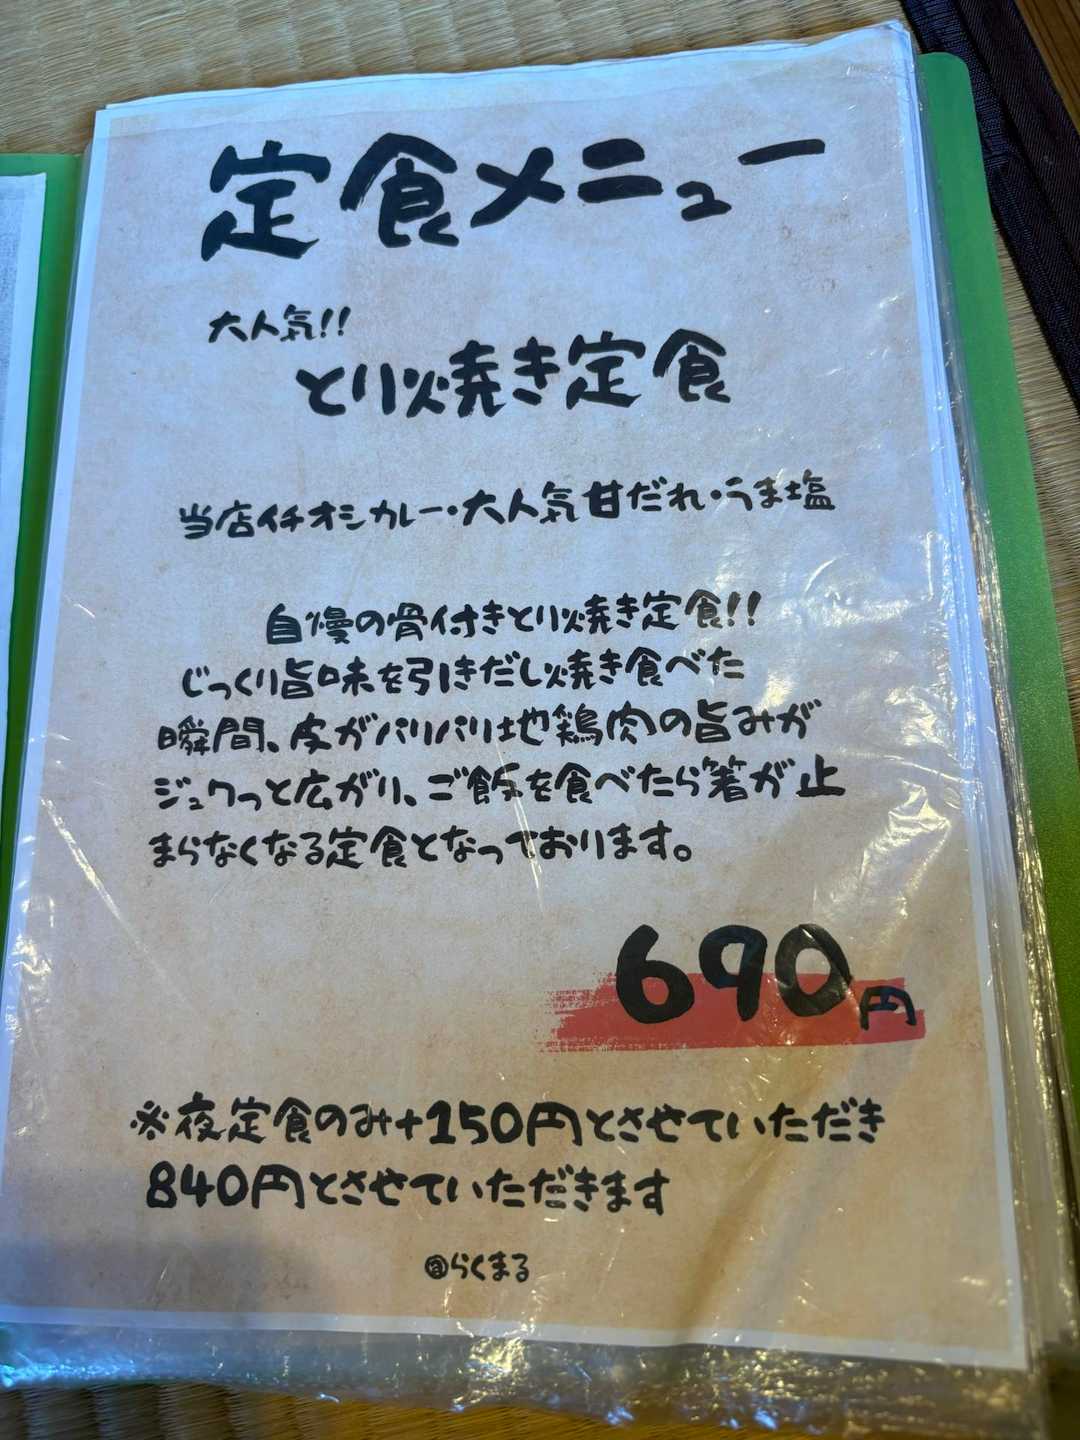 定食メニュー
大人気!!
とり焼き定食
当店イチオシカレー・大人気甘だれ・うま塩
自慢の骨付きとり焼き定食!!
じっくり旨味を引きだし焼き食べた
瞬間、皮がパリパリ地鶏肉の旨みが
ジュワっと広がり、ご飯を食べたら箸が止
まらなくなる定食となっております。
690円
※夜定食のみ+150円とさせていただき
840円とさせていただきます
らくまる